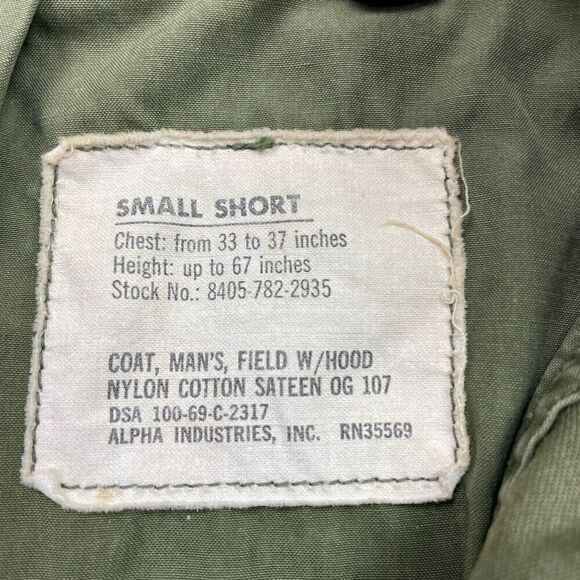 SMALL SHORT
Chest: from 33 to 37 inches
Height: up to 67 inches
Stock No.: 8405-782-2935
COAT, MAN'S, FIELD W/HOOD
NYLON COTTON SATEEN OG 107
DSA 100-69-C-2317
ALPHA INDUSTRIES, INC. RN35569